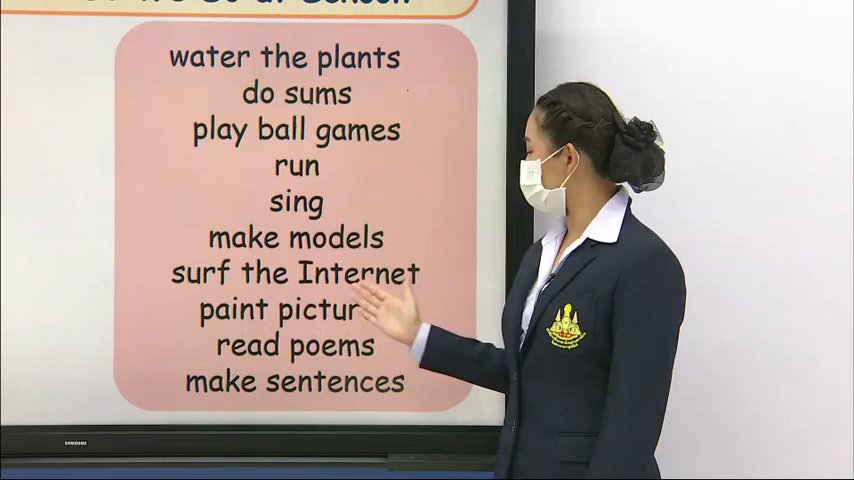 water the plants
do sums
play ball games
run
sing
make models
surf the Internet
paint
read poems
make sentences
SAMSUNG